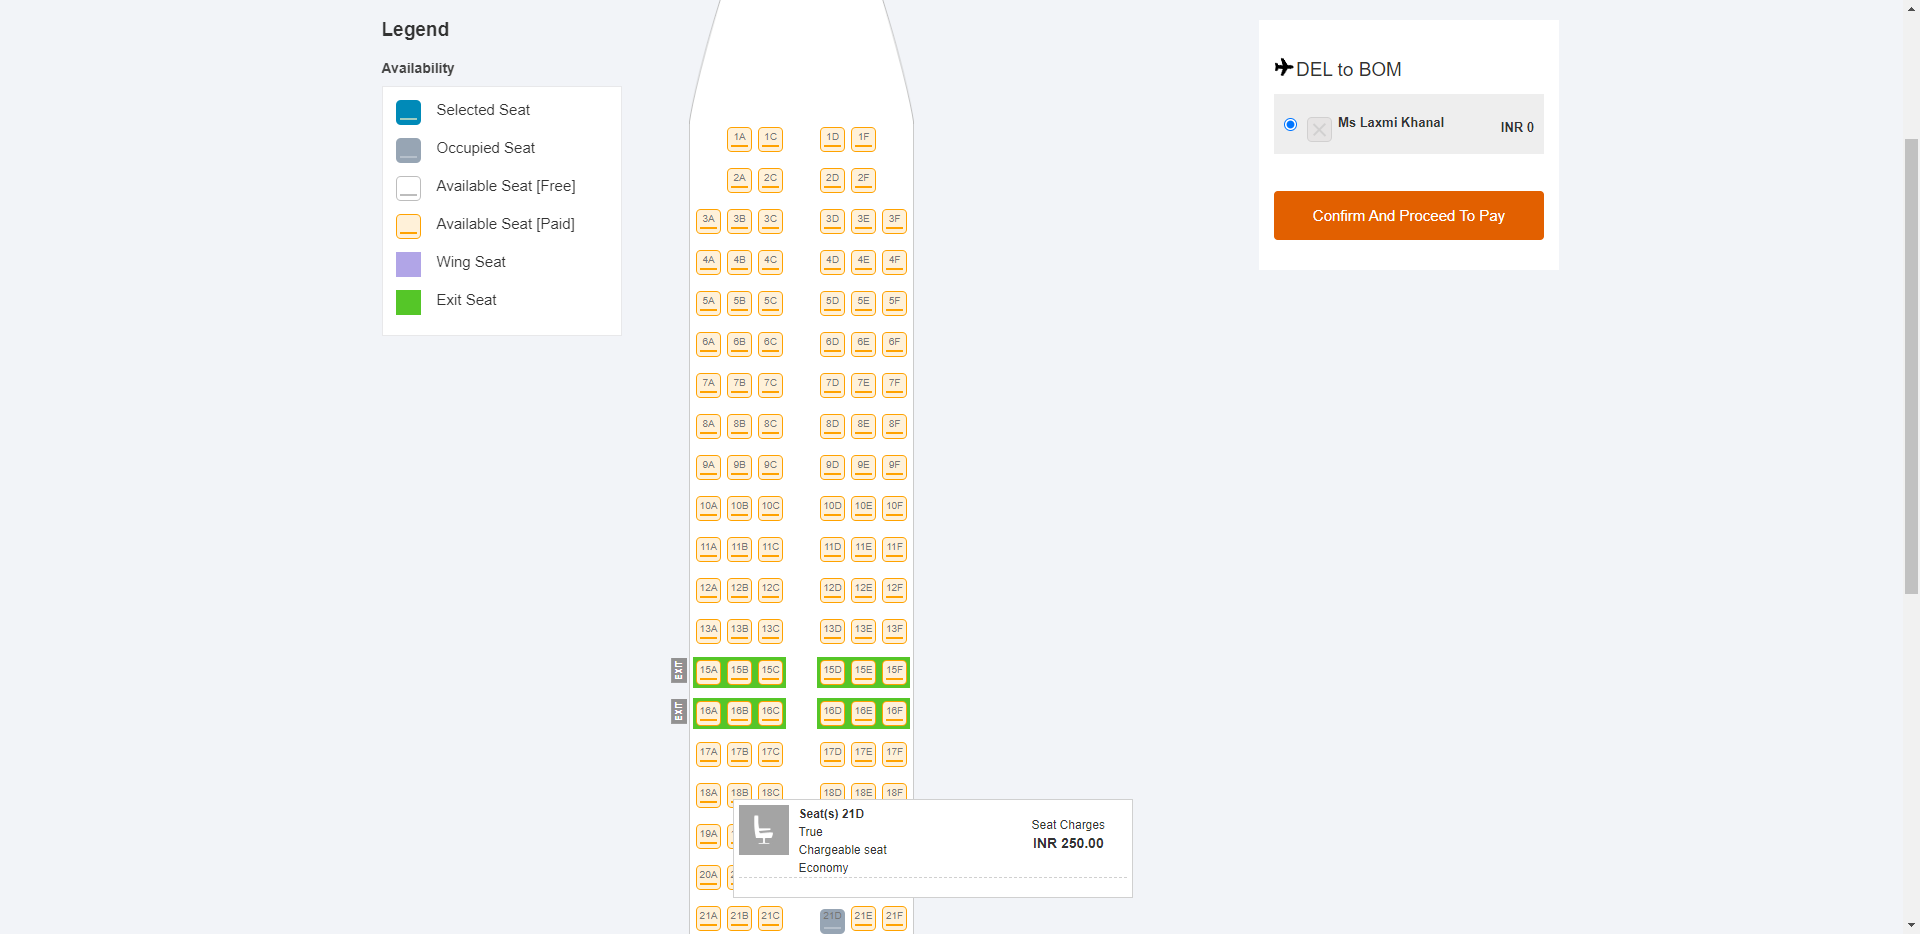 Legend
Availability
Selected Seat
Occupied Seat
Available Seat [Free]
Available Seat [Paid]
Wing Seat
Exit Seat
1A 1C 1D 1F
2A 2C 2D 2F
3A 3B 3C 3D 3E 3F
4A 4B 4C 4D 4E 4F
5A 5B 5C 5D 5E 5F
6A 6B 6C 6D 6E 6F
7A 7B 7C 7D 7E 7F
8A 8B 8C 8D 8E 8F
9A 9B 9C 9D 9E 9F
10A 10B 10C 10D 10E 10F
11A 11B 11C 11D 11E 11F
12A 12B 12C 12D 12E 12F
13A 13B 13C 13D 13E 13F
EXIT 15A 15B 15C 15D 15E 15F
EXIT 16A 16B 16C 16D 16E 16F
17A 17B 17C 17D 17E 17F
18A 18B 18C 18D 18E 18F
19A
20A
21A 21B 21C 21D 21E 21F
Seat(s) 21D
True
Chargeable seat
Economy
Seat Charges
INR 250.00
DEL to BOM
Ms Laxmi Khanal INR 0
Confirm And Proceed To Pay